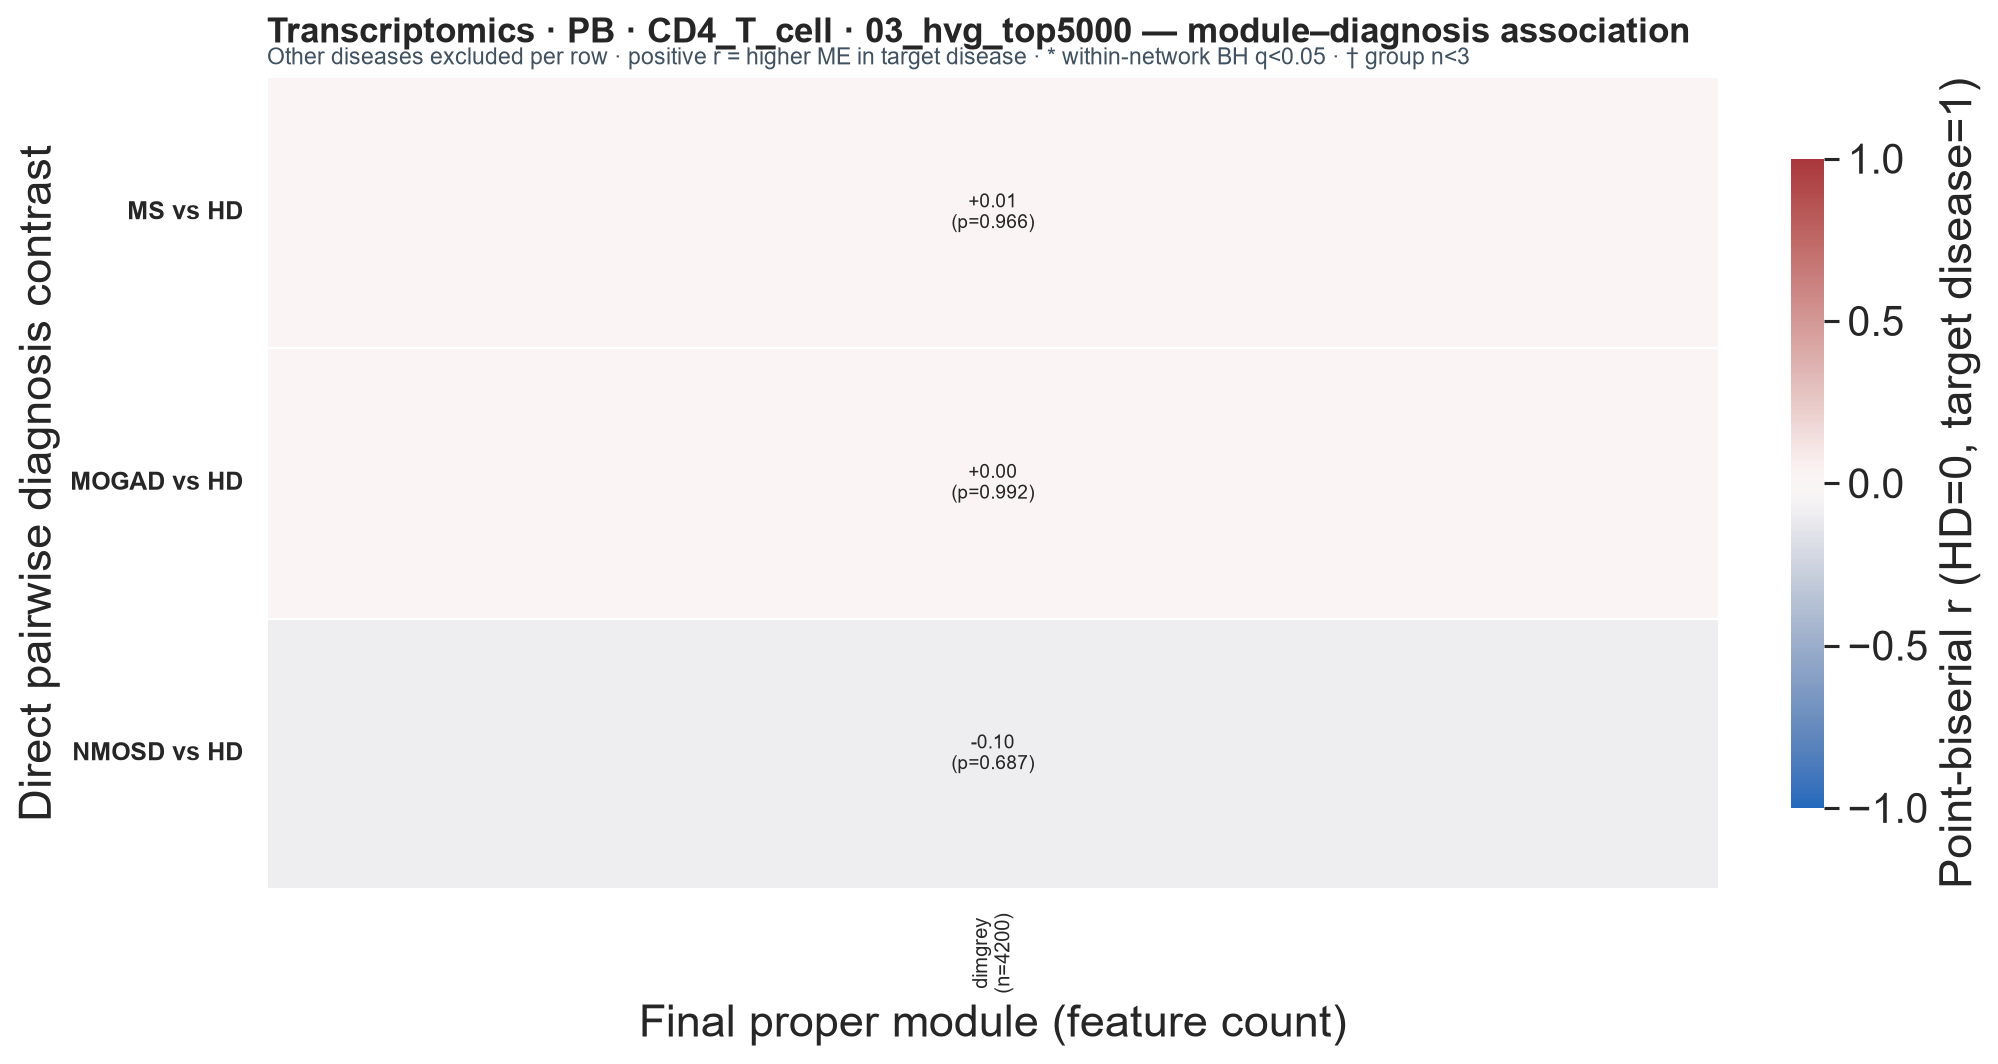 Transcriptomics · PB · CD4_T_cell · 03_hvg_top5000 — module–diagnosis association
Other diseases excluded per row · positive r = higher ME in target disease · * within-network BH q<0.05 · † group n<3
Direct pairwise diagnosis contrast
MS vs HD
+0.01
(p=0.966)
MOGAD vs HD
+0.00
(p=0.992)
NMOSD vs HD
-0.10
(p=0.687)
dimgrey
(n=4200)
Final proper module (feature count)
1.0
0.5
0.0
−0.5
−1.0
Point-biserial r (HD=0, target disease=1)